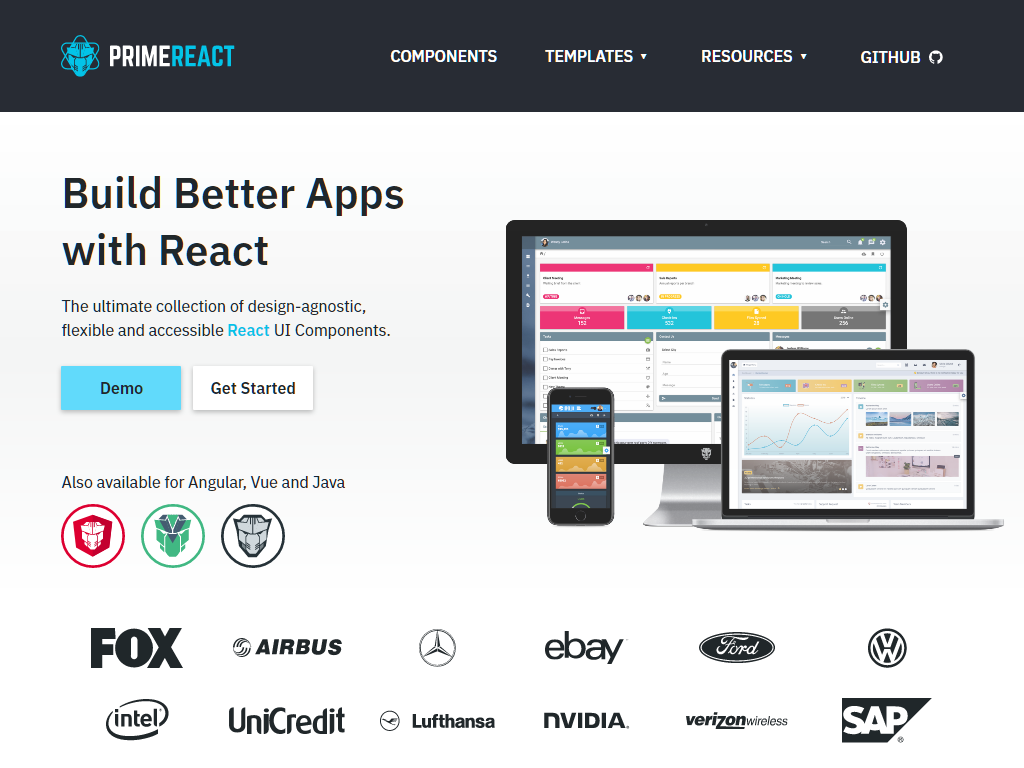 PRIMEREACT
COMPONENTS
TEMPLATES ▼
RESOURCES ▼
GITHUB
Build Better Apps
with React
The ultimate collection of design-agnostic,
flexible and accessible React UI Components.
Demo
Get Started
Also available for Angular, Vue and Java
FOX
AIRBUS
ebay
Ford
VW
intel
UniCredit
Lufthansa
NVIDIA.
verizonwireless
SAP®